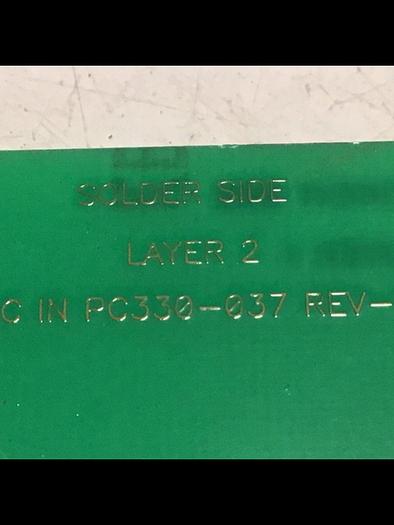 SOLDER SIDE
LAYER 2
C IN PC330-037 REV-